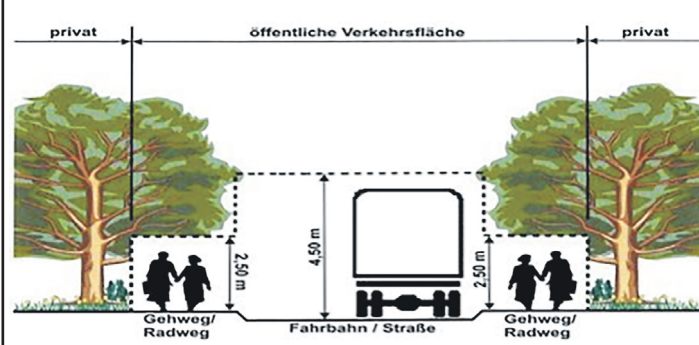 privat
öffentliche Verkehrsfläche
privat
2,50 m
4,50 m
2,50 m
Gehweg/
Radweg
Fahrbahn / Straße
Gehweg/
Radweg